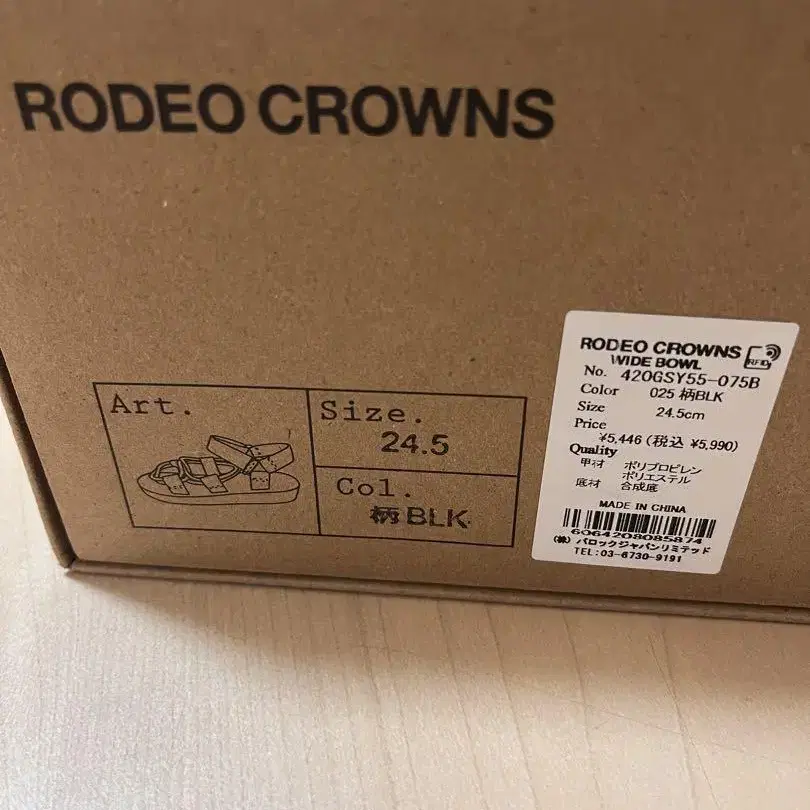 RODEO CROWNS
Art.
Size.
24.5
Col.
柄BLK
RODEO CROWNS
WIDE BOWL
RFID
No. 420GSY55-075B
Color 025 柄BLK
Size 24.5cm
Price
¥5,446 (税込 ¥5,990)
Quality
甲材 ポリプロピレン
ポリエステル
底材 合成底
MADE IN CHINA
6064208085874
(株) バロックジャパンリミテッド
TEL:03-6730-9191